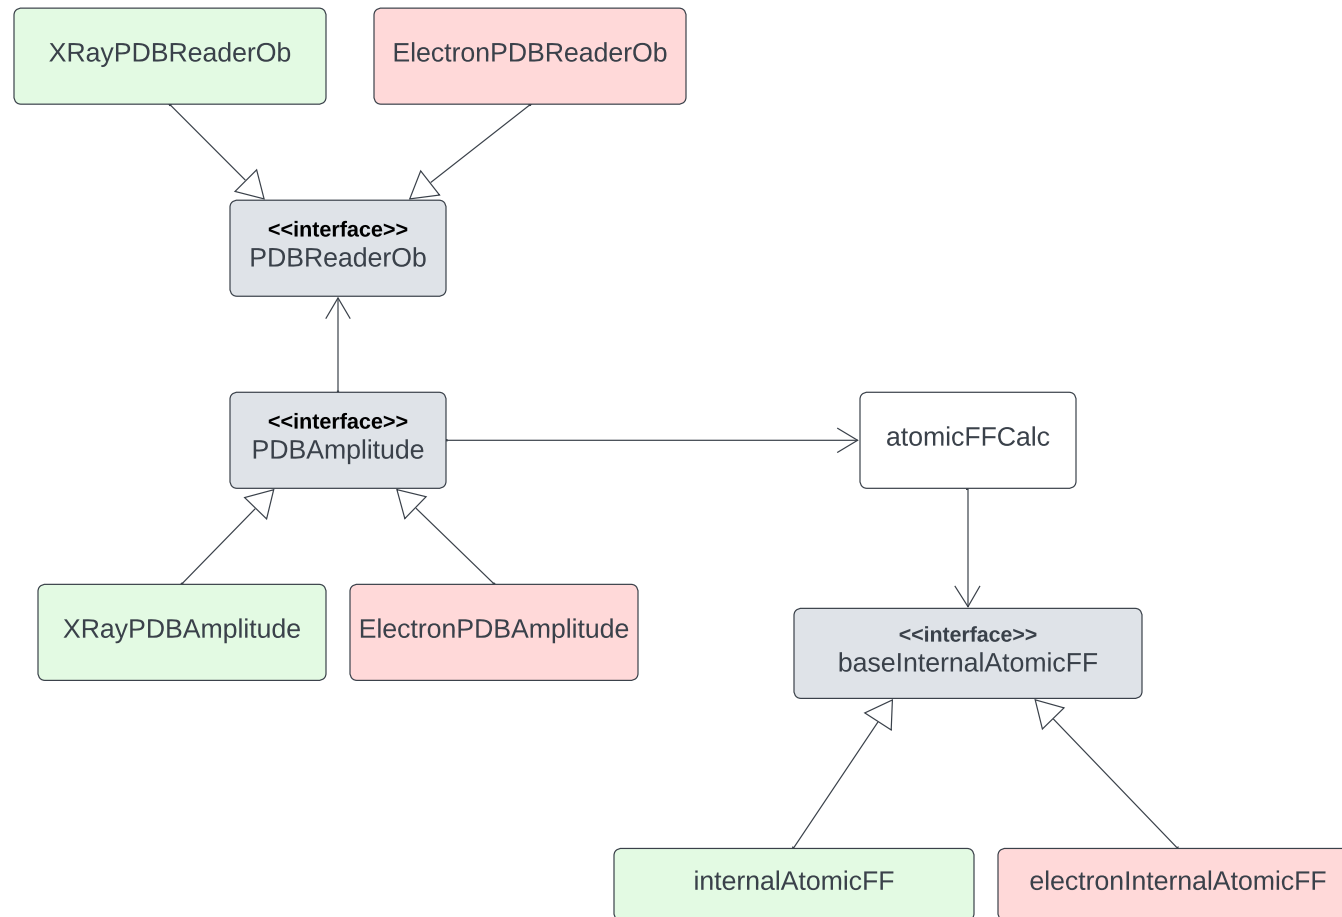 XRayPDBReaderOb
ElectronPDBReaderOb
<<interface>>
PDBReaderOb
<<interface>>
PDBAmplitude
atomicFFCalc
XRayPDBAmplitude
ElectronPDBAmplitude
<<interface>>
baseInternalAtomicFF
internalAtomicFF
electronInternalAtomicFF